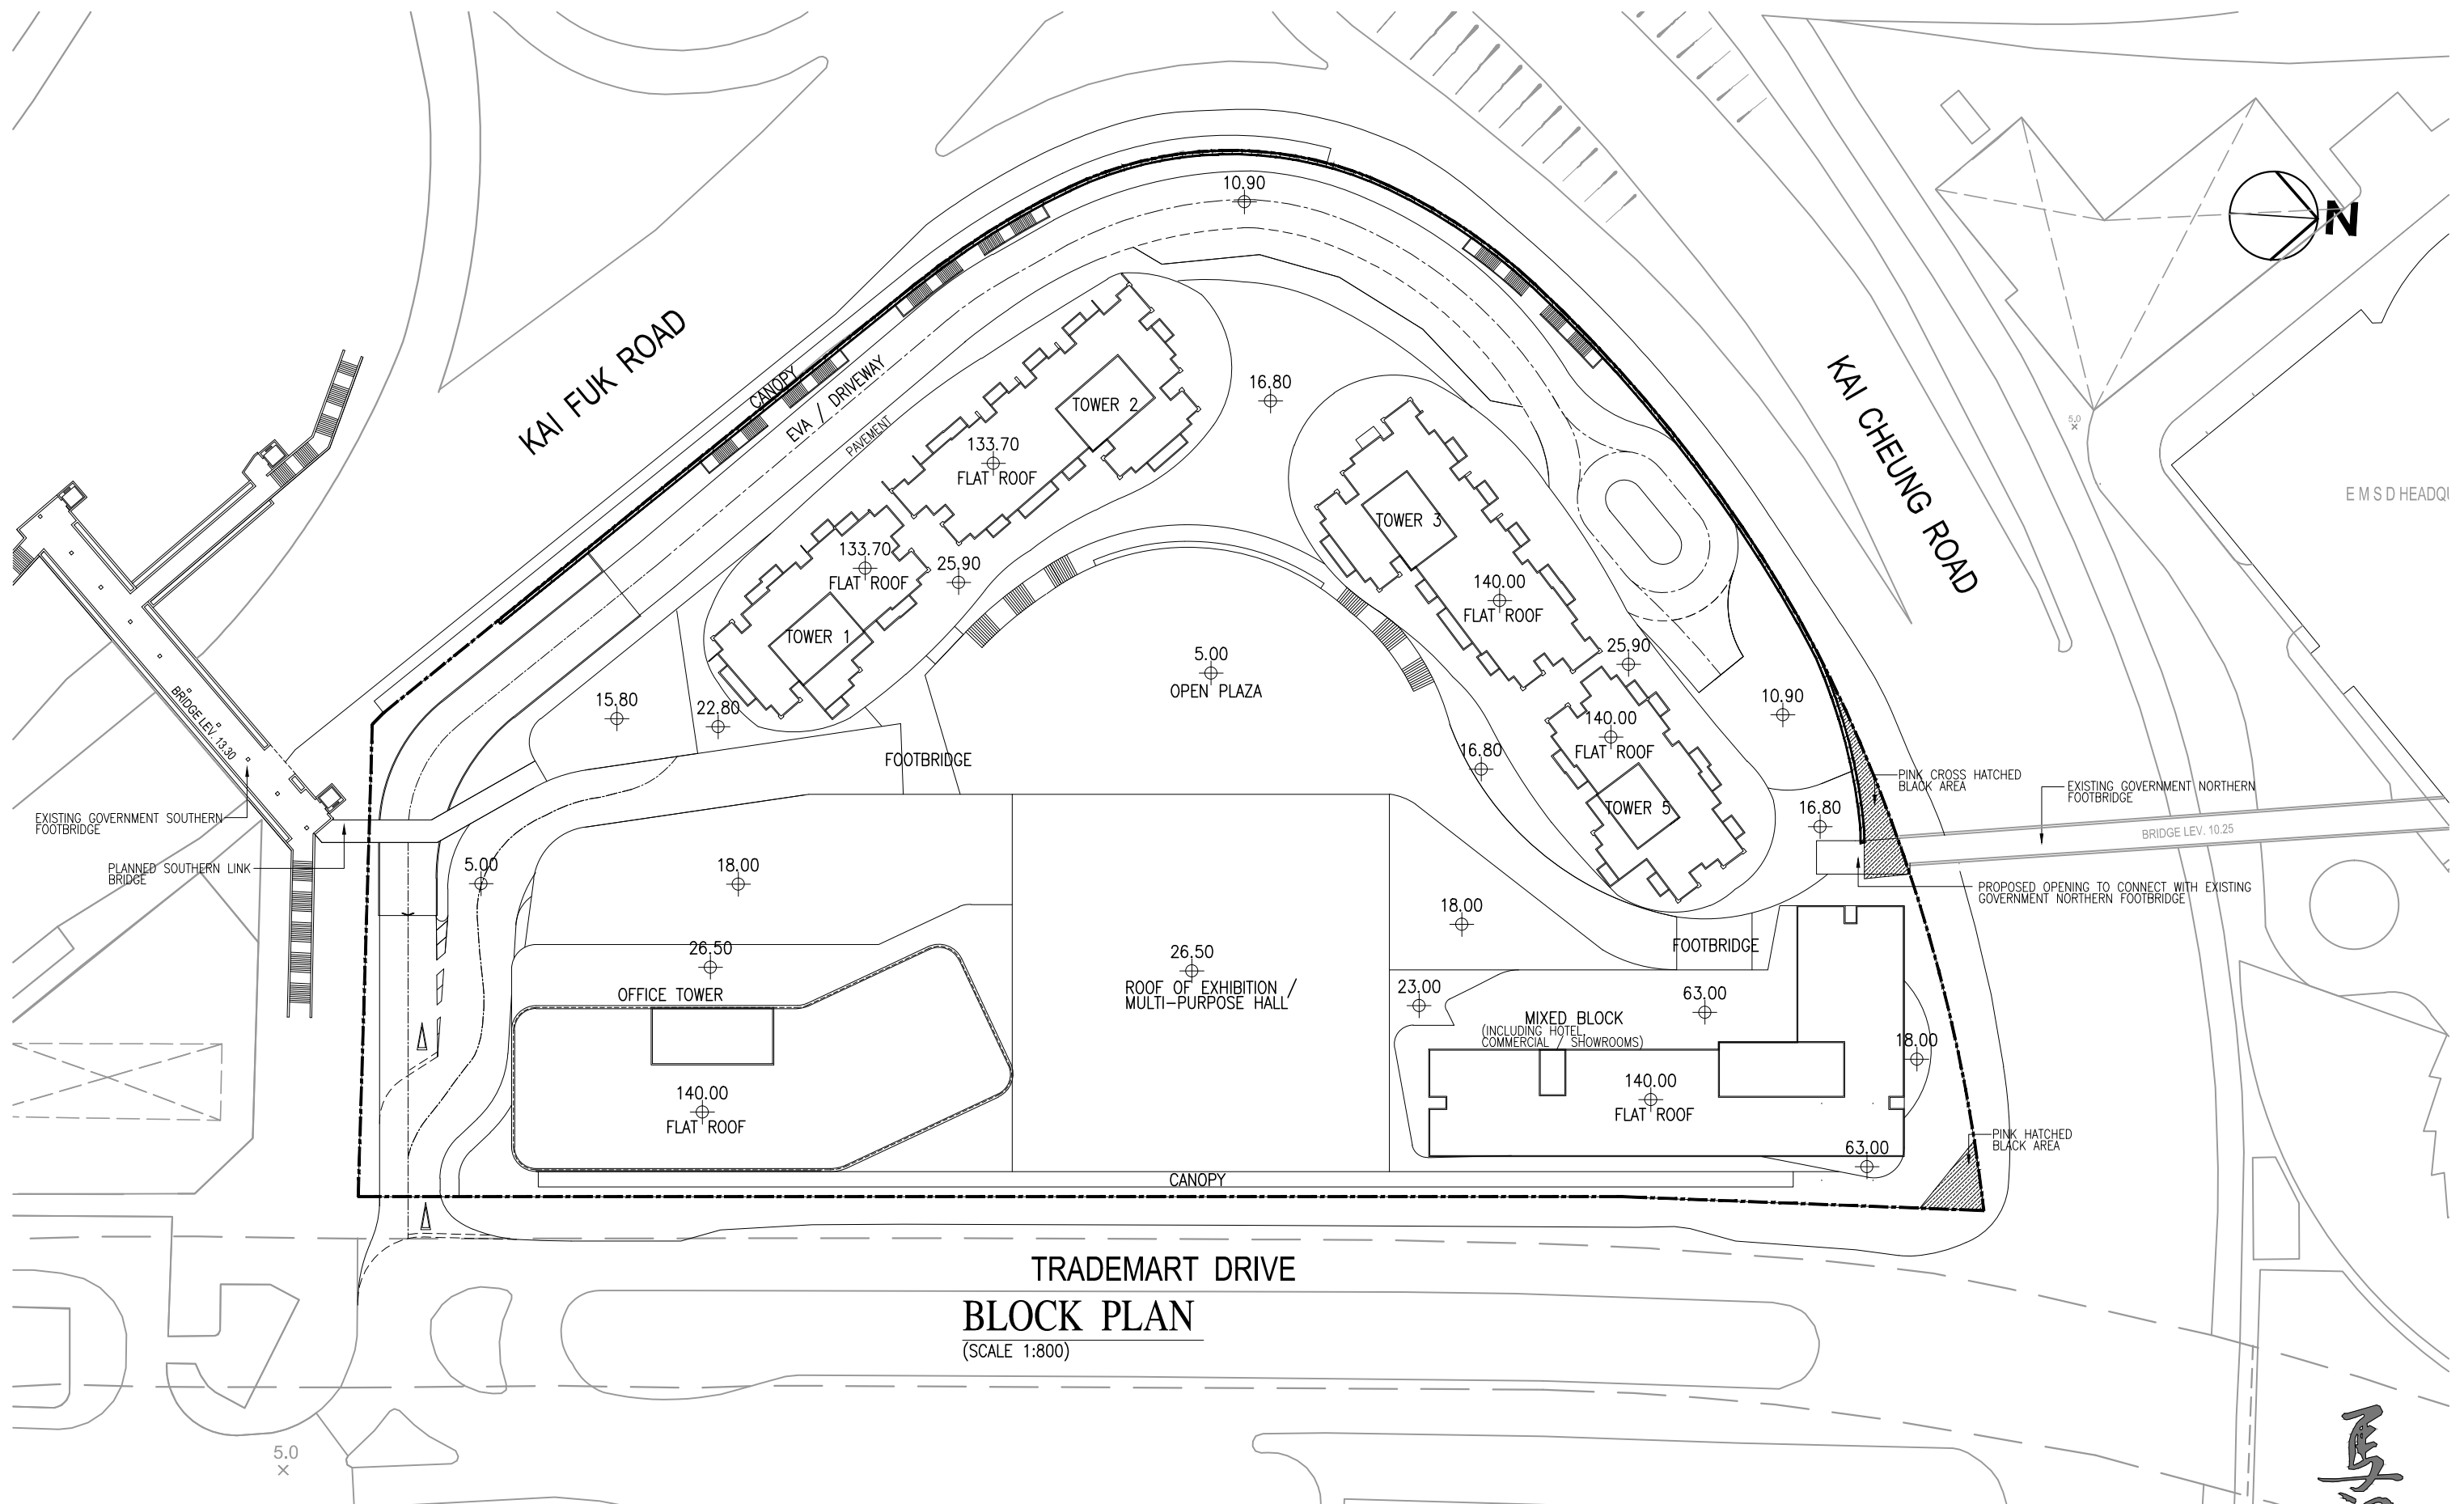 10.90
N
KAI FUK ROAD
KAI CHEUNG ROAD
CANOPY
EVA / DRIVEWAY
PAVEMENT
16.80
TOWER 2
133.70
FLAT ROOF
5.0
E M S D HEADQU
TOWER 3
133.70
FLAT ROOF
25.90
140.00
FLAT ROOF
TOWER 1
5.00
OPEN PLAZA
25.90
15.80
22.80
BRIDGE LEV. 13.30
10.90
140.00
FLAT ROOF
16.80
FOOTBRIDGE
PINK CROSS HATCHED
BLACK AREA
EXISTING GOVERNMENT NORTHERN
FOOTBRIDGE
TOWER 5
16.80
EXISTING GOVERNMENT SOUTHERN
FOOTBRIDGE
BRIDGE LEV. 10.25
PLANNED SOUTHERN LINK
BRIDGE
5.00
18.00
PROPOSED OPENING TO CONNECT WITH EXISTING
GOVERNMENT NORTHERN FOOTBRIDGE
18.00
26.50
26.50
FOOTBRIDGE
OFFICE TOWER
ROOF OF EXHIBITION /
MULTI-PURPOSE HALL
23.00
63.00
MIXED BLOCK
(INCLUDING HOTEL,
COMMERCIAL / SHOWROOMS)
18.00
140.00
FLAT ROOF
140.00
FLAT ROOF
PINK HATCHED
BLACK AREA
63.00
CANOPY
TRADEMART DRIVE
BLOCK PLAN
(SCALE 1:800)
5.0
馬